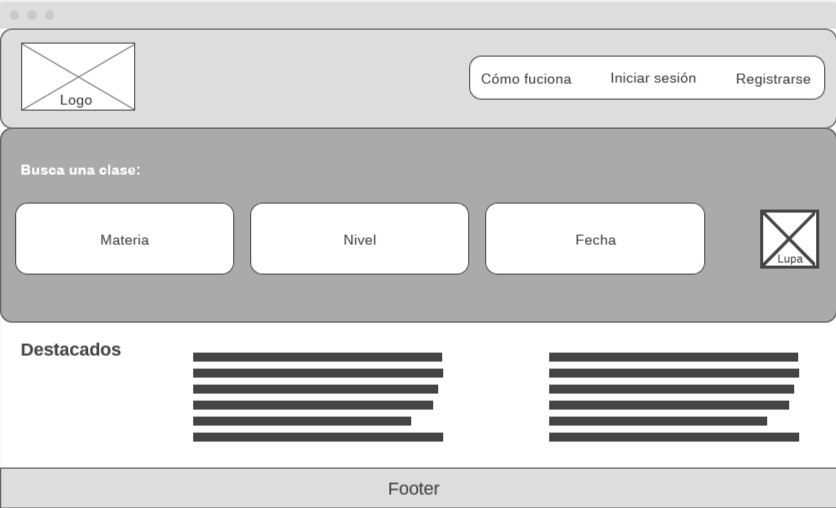 Logo
Cómo fuciona
Iniciar sesión
Registrarse
Busca una clase:
Materia
Nivel
Fecha
Lupa
Destacados
Footer